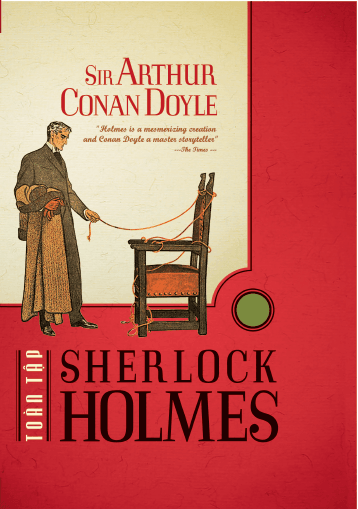 SIR ARTHUR
CONAN DOYLE
"Holmes is a mesmerizing creation
and Conan Doyle a master storyteller"
---The Times ---
TOÀN TẬP
SHERLOCK
HOLMES